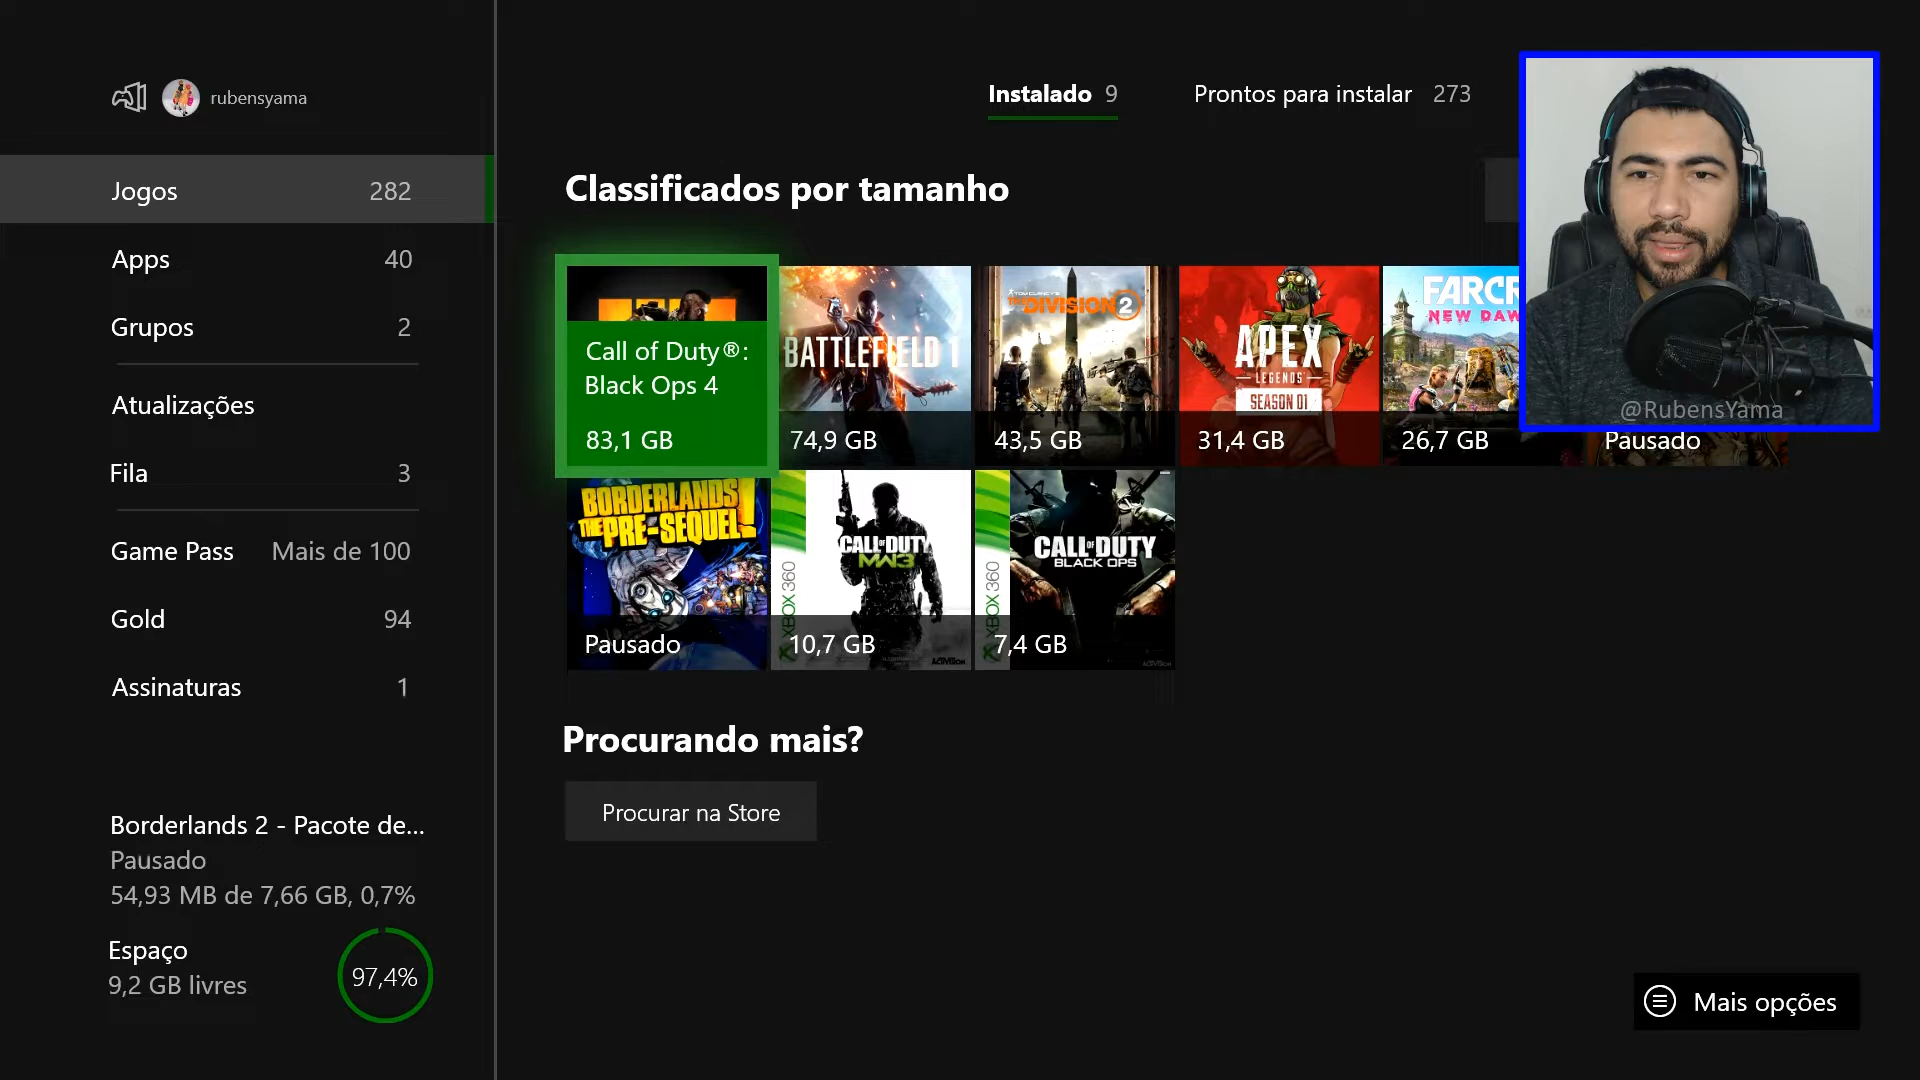 rubensyama
Instalado 9
Prontos para instalar 273
Jogos 282
Apps 40
Grupos 2
Atualizações
Fila 3
Game Pass Mais de 100
Gold 94
Assinaturas 1
Borderlands 2 - Pacote de...
Pausado
54,93 MB de 7,66 GB, 0,7%
Espaço
9,2 GB livres
97,4%
Classificados por tamanho
Call of Duty®:
Black Ops 4
83,1 GB
BATTLEFIELD 1
74,9 GB
TOM CLANCY'S
THE DIVISION 2
43,5 GB
APEX
LEGENDS
SEASON 01
31,4 GB
FARCR
NEW DAW
26,7 GB
@RubensYama
Pausado
BORDERLANDS
THE PRE-SEQUEL!
Pausado
XBOX 360
CALL OF DUTY
MW3
ACTIVISION
10,7 GB
XBOX 360
CALL OF DUTY
BLACK OPS
ACTIVISION
7,4 GB
Procurando mais?
Procurar na Store
Mais opções